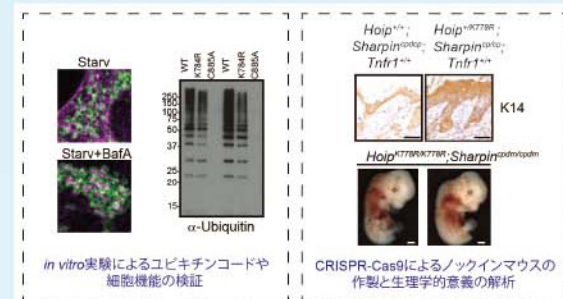 Starv
Starv+BafA
WT
K784R
C885A
WT
K784R
C885A
250
150
100
75
50
37
25
20
15
α-Ubiquitin
in vitro実験によるユビキチンコードや
細胞機能の検証
Hoip+/+;
Sharpincpdcp;
Tnfr1+/+
Hoip+/K778R;
Sharpincp/cp;
Tnfr1+/+
K14
HoipK778R/K778R;Sharpincpdm/cpdm
CRISPR-Cas9によるノックインマウスの
作製と生理学的意義の解析